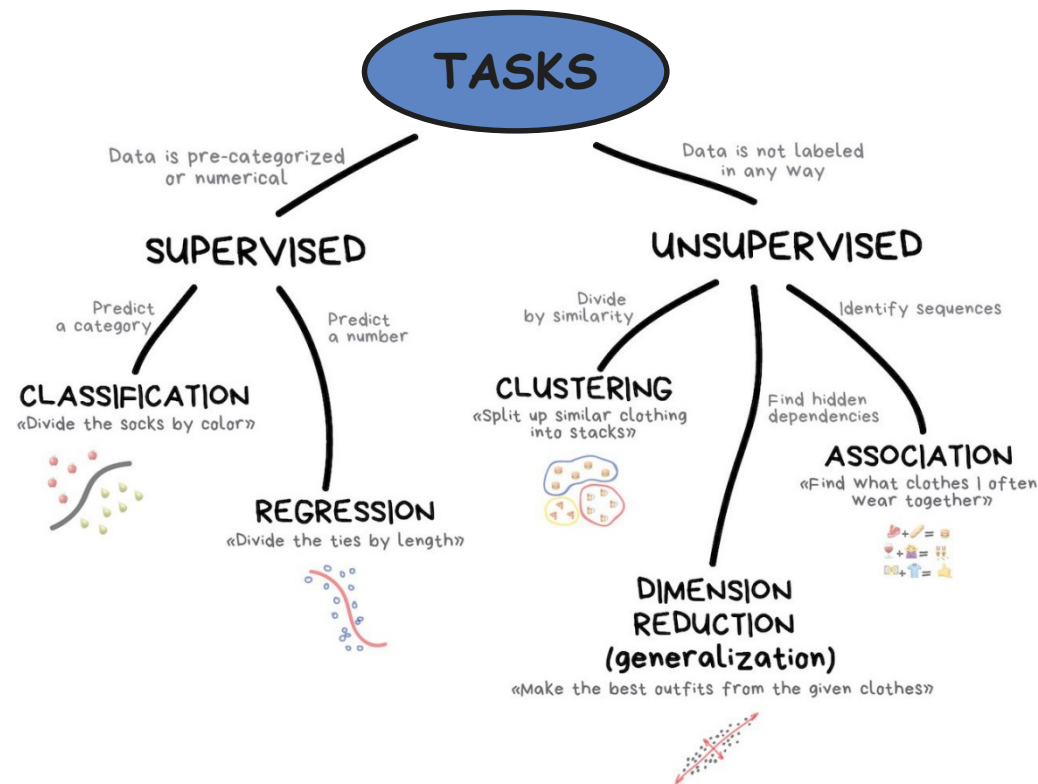 TASKS
Data is pre-categorized
or numerical
Data is not labeled
in any way
SUPERVISED
UNSUPERVISED
Predict
a category
Predict
a number
Divide
by similarity
Identify sequences
CLASSIFICATION
«Divide the socks by color»
CLUSTERING
«Split up similar clothing
into stacks»
Find hidden
dependencies
ASSOCIATION
«Find what clothes I often
wear together»
REGRESSION
«Divide the ties by length»
+ =
+ =
+ =
DIMENSION
REDUCTION
(generalization)
«Make the best outfits from the given clothes»